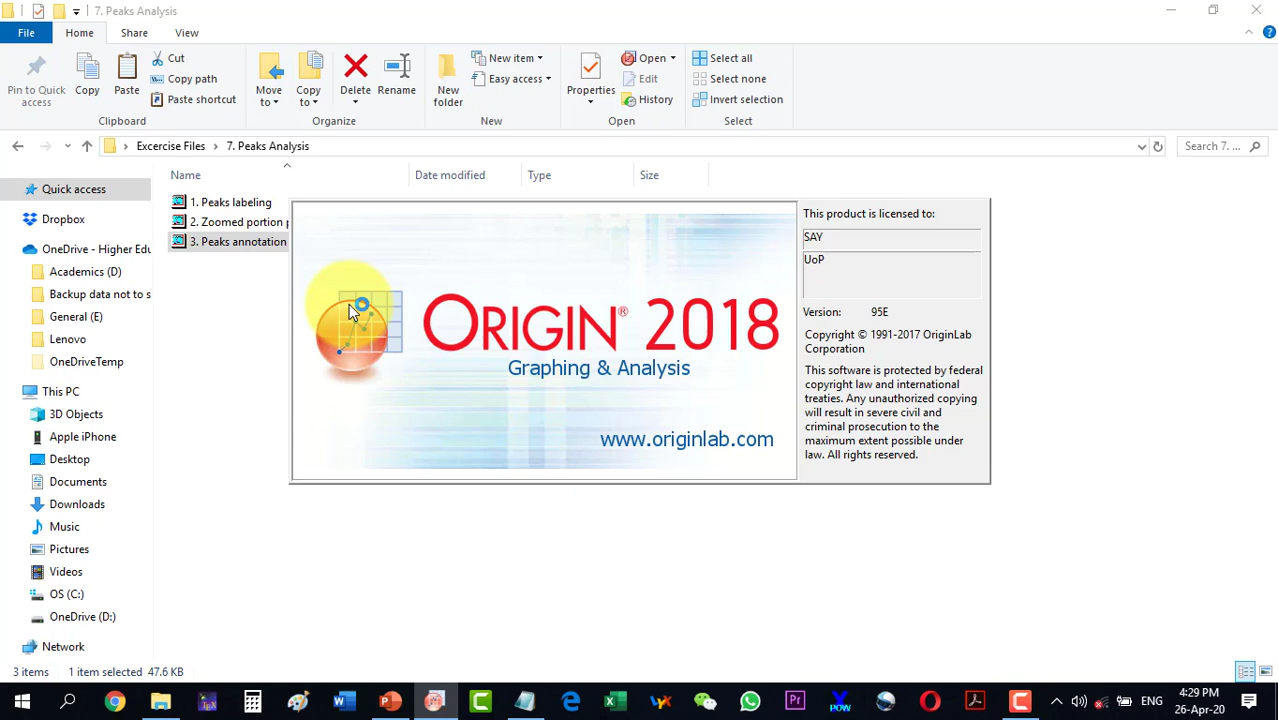 7. Peaks Analysis
File
Home
Share
View
Pin to Quick access
Copy
Paste
Cut
Copy path
Paste shortcut
Clipboard
Move to
Copy to
Delete
Rename
Organize
New folder
New item
Easy access
New
Properties
Open
Edit
History
Open
Select all
Select none
Invert selection
Select
Excercise Files
7. Peaks Analysis
Search 7. ...
Name
Date modified
Type
Size
1. Peaks labeling
2. Zoomed portion
3. Peaks annotation
Quick access
Dropbox
OneDrive - Higher Edu
Academics (D)
Backup data not to s
General (E)
Lenovo
OneDriveTemp
This PC
3D Objects
Apple iPhone
Desktop
Documents
Downloads
Music
Pictures
Videos
OS (C:)
OneDrive (D:)
Network
ORIGIN® 2018
Graphing & Analysis
www.originlab.com
This product is licensed to:
SAY
UoP
Version: 95E
Copyright © 1991-2017 OriginLab
Corporation
This software is protected by federal
copyright law and international
treaties. Any unauthorized copying
will result in severe civil and
criminal prosecution to the
maximum extent possible under
law. All rights reserved.
3 items
1 item selected 47.6 KB
ENG
4:29 PM
26-Apr-20